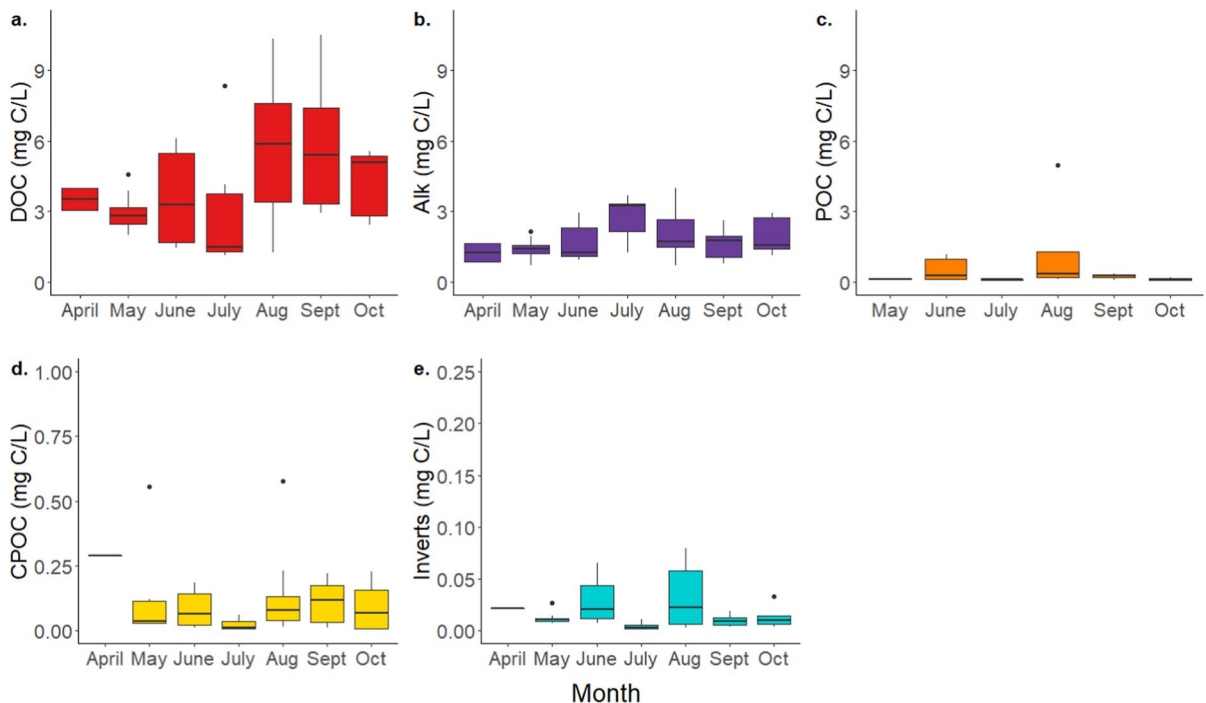 a.
DOC (mg C/L)
9
6
3
0
April May June July Aug Sept Oct
b.
Alk (mg C/L)
9
6
3
0
April May June July Aug Sept Oct
c.
POC (mg C/L)
9
6
3
0
May June July Aug Sept Oct
d.
CPOC (mg C/L)
1.00
0.75
0.50
0.25
0.00
April May June July Aug Sept Oct
e.
Inverts (mg C/L)
0.25
0.20
0.15
0.10
0.05
0.00
April May June July Aug Sept Oct
Month